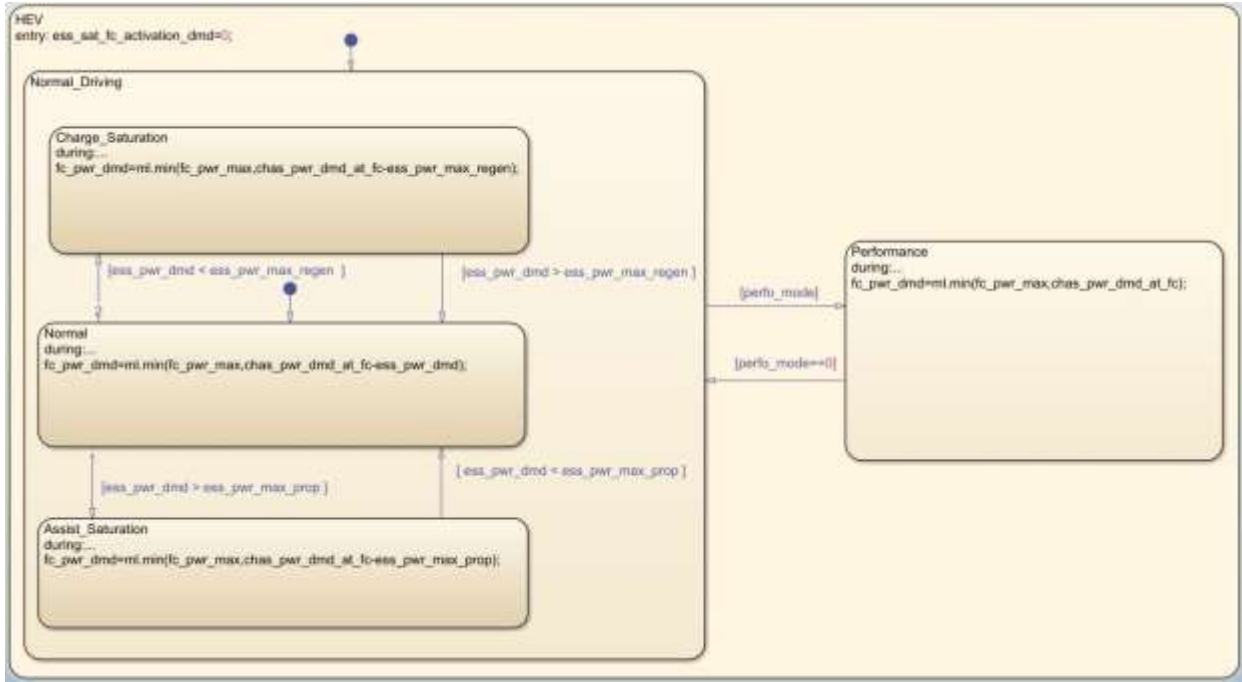 HEV
entry: ess_sat_fc_activation_dmd=0;
Normal_Driving
Charge_Saturation
during:...
fc_pwr_dmd=ml.min(fc_pwr_max,chas_pwr_dmd_at_fc-ess_pwr_max_regen);
[ess_pwr_dmd < ess_pwr_max_regen ]
[ess_pwr_dmd > ess_pwr_max_regen ]
Normal
during:...
fc_pwr_dmd=ml.min(fc_pwr_max,chas_pwr_dmd_at_fc-ess_pwr_dmd);
[ess_pwr_dmd > ess_pwr_max_prop ]
[ ess_pwr_dmd < ess_pwr_max_prop ]
Assist_Saturation
during:...
fc_pwr_dmd=ml.min(fc_pwr_max,chas_pwr_dmd_at_fc-ess_pwr_max_prop);
[perfo_mode]
[perfo_mode==0]
Performance
during:...
fc_pwr_dmd=ml.min(fc_pwr_max,chas_pwr_dmd_at_fc);